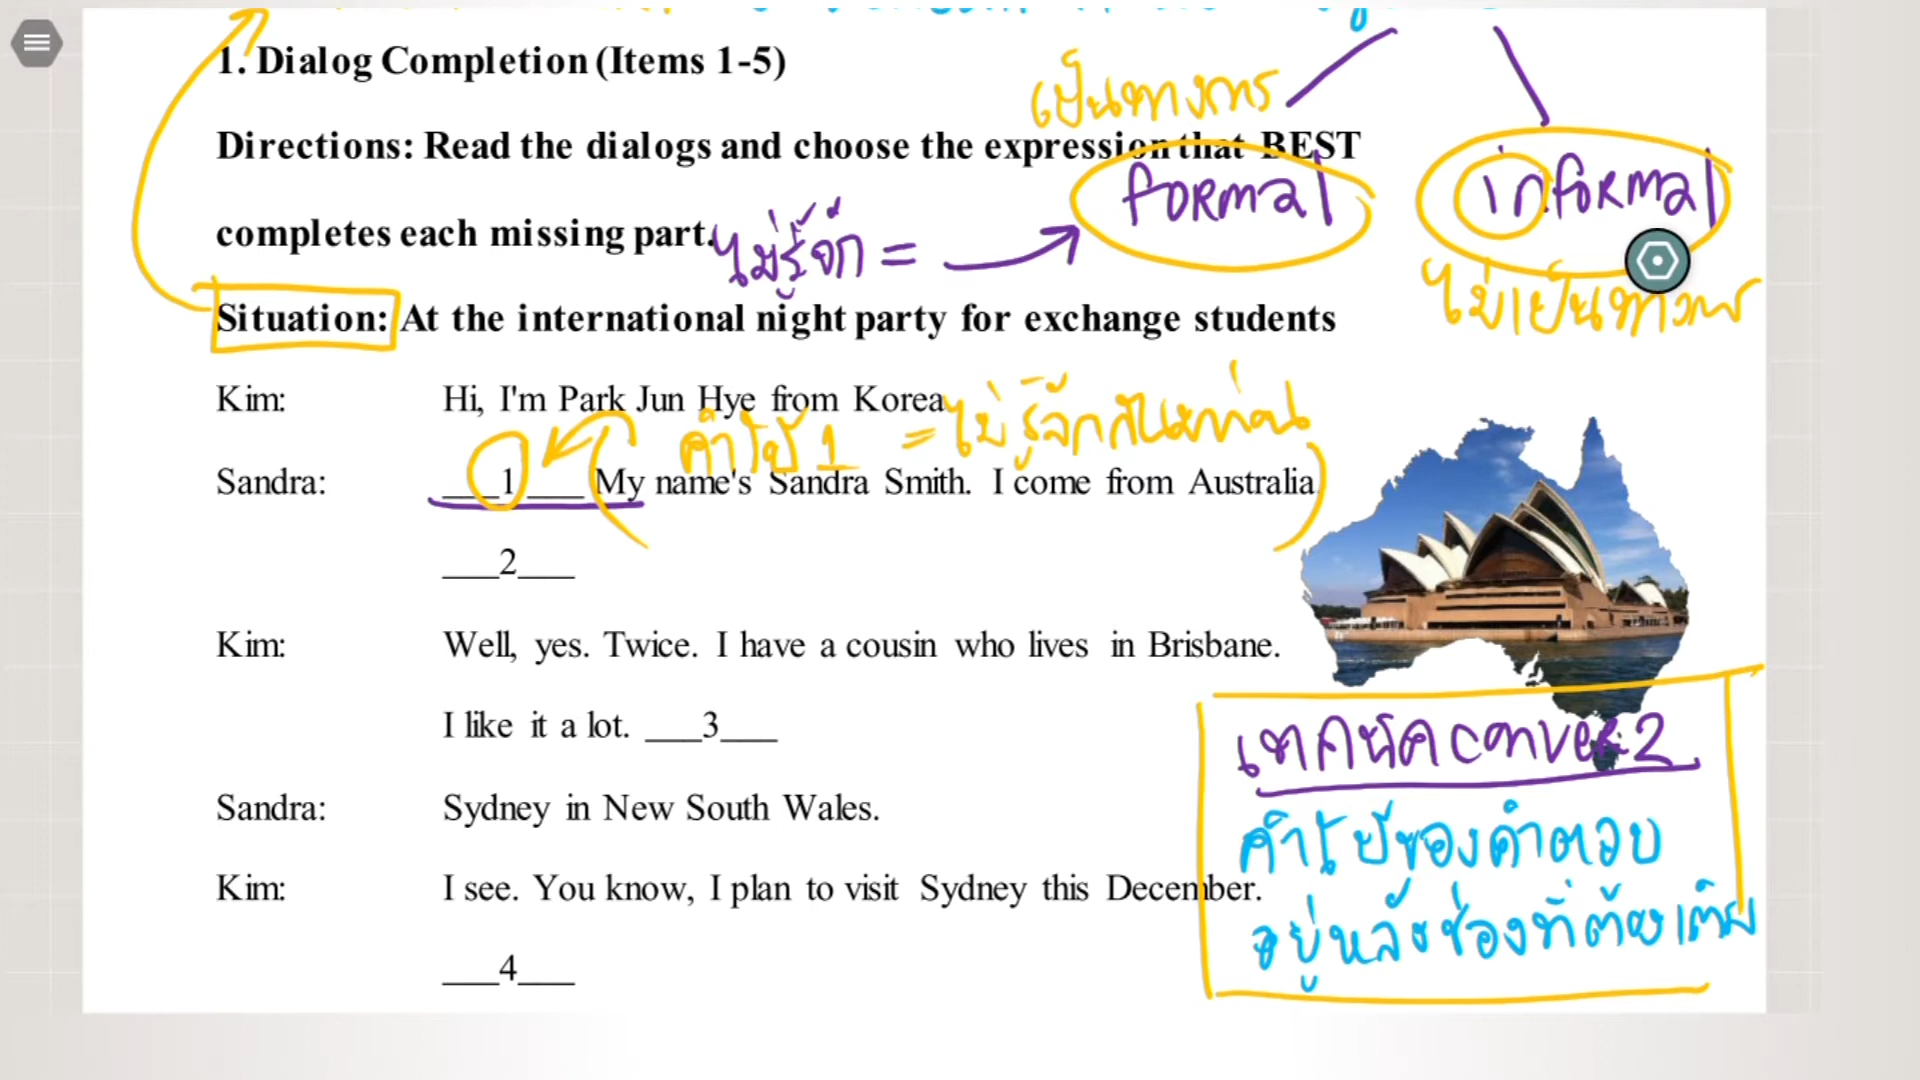 1. Dialog Completion (Items 1-5)
เป็นทางการ
Directions: Read the dialogs and choose the expression that BEST
formal
informal
completes each missing part.
ไม่รู้จัก =
ไม่เป็นทางการ
Situation: At the international night party for exchange students
Kim: Hi, I'm Park Jun Hye from Korea
คำใบ้ 1 = ไม่รู้จักกันมาก่อน
Sandra: ___1___ My name's Sandra Smith. I come from Australia.
___2___
Kim: Well, yes. Twice. I have a cousin who lives in Brisbane.
I like it a lot. ___3___
เทคนิค conver 2
Sandra: Sydney in New South Wales.
คำใบ้ของคำตอบ
Kim: I see. You know, I plan to visit Sydney this December.
อยู่หลังช่องที่ต้องเติม
___4___